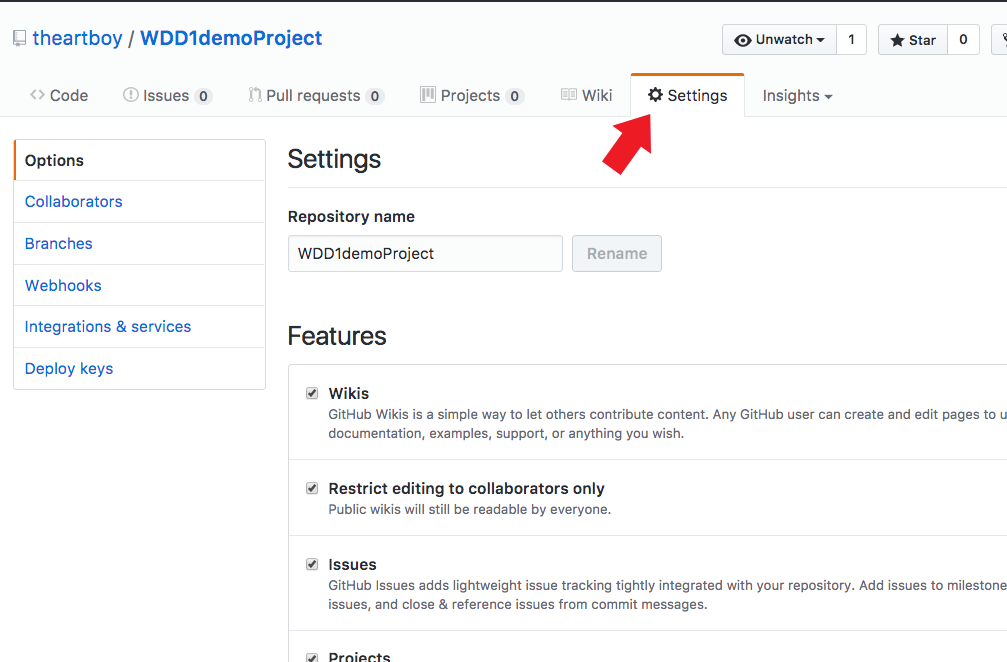 theartboy / WDD1demoProject
Unwatch 1 Star 0
Code Issues 0 Pull requests 0 Projects 0 Wiki Settings Insights
Options
Collaborators
Branches
Webhooks
Integrations & services
Deploy keys
Settings
Repository name
WDD1demoProject Rename
Features
Wikis
GitHub Wikis is a simple way to let others contribute content. Any GitHub user can create and edit pages to u
documentation, examples, support, or anything you wish.
Restrict editing to collaborators only
Public wikis will still be readable by everyone.
Issues
GitHub Issues adds lightweight issue tracking tightly integrated with your repository. Add issues to milestone
issues, and close & reference issues from commit messages.
Projects